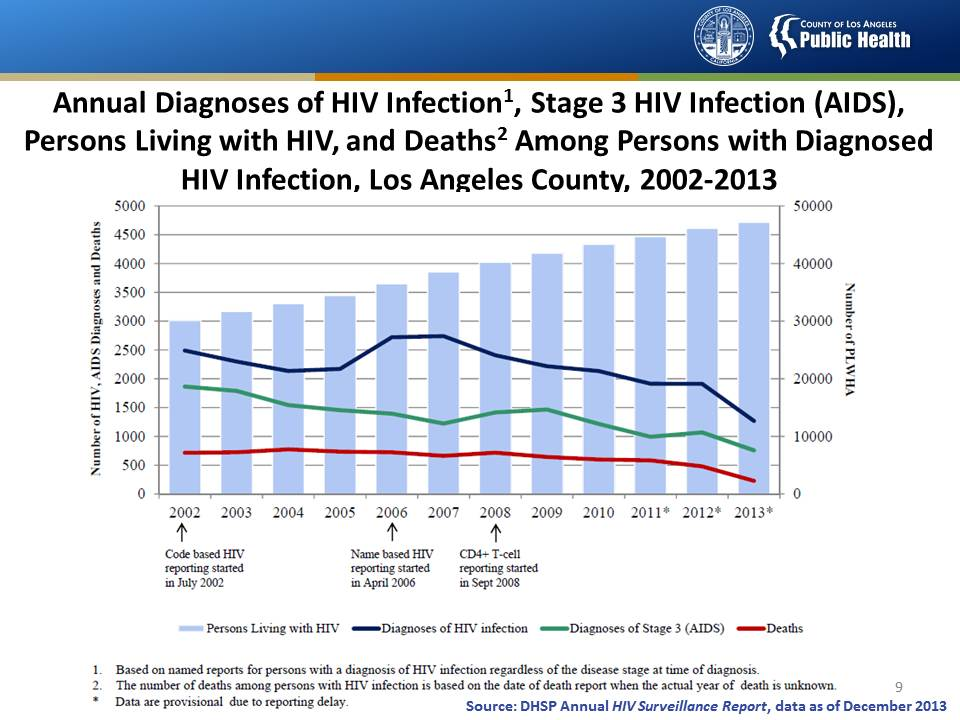 COUNTY OF LOS ANGELES
Public Health
Annual Diagnoses of HIV Infection1, Stage 3 HIV Infection (AIDS),
Persons Living with HIV, and Deaths2 Among Persons with Diagnosed
HIV Infection, Los Angeles County, 2002-2013
Number of HIV, AIDS Diagnoses and Deaths
5000
4500
4000
3500
3000
2500
2000
1500
1000
500
0
50000
40000
30000
20000
10000
0
Number of PLWHA
2002 2003 2004 2005 2006 2007 2008 2009 2010 2011* 2012* 2013*
Code based HIV
reporting started
in July 2002
Name based HIV
reporting started
in April 2006
CD4+ T-cell
reporting started
in Sept 2008
Persons Living with HIV Diagnoses of HIV infection Diagnoses of Stage 3 (AIDS) Deaths
1. Based on named reports for persons with a diagnosis of HIV infection regardless of the disease stage at time of diagnosis.
2. The number of deaths among persons with HIV infection is based on the date of death report when the actual year of death is unknown.
* Data are provisional due to reporting delay.
9
Source: DHSP Annual HIV Surveillance Report, data as of December 2013